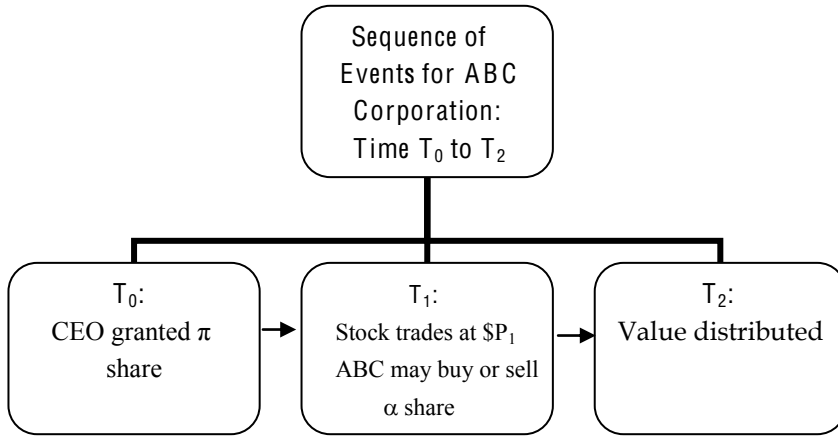 Sequence of
Events for ABC
Corporation:
Time T₀ to T₂
T₀:
CEO granted π
share
T₁:
Stock trades at $P₁
ABC may buy or sell
α share
T₂:
Value distributed